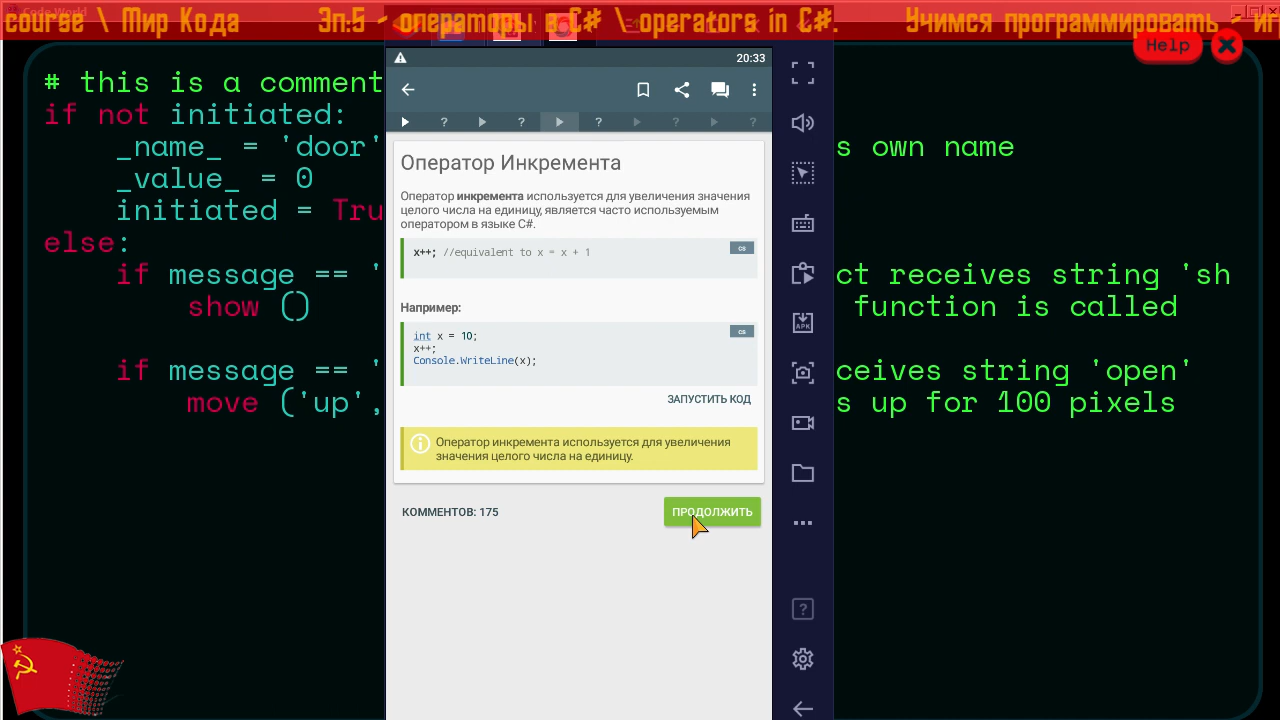 Code World
course \ Мир Кода
Эп:5 - операторы в C# \ operators in C#.
Учимся программировать - иг
Help
# this is a comment
if not initiated:
_name_ = 'door'
s own name
_value_ = 0
initiated = Tru
else:
if message == '
ct receives string 'sh
show ()
function is called
if message == '
ceives string 'open'
move ('up',
s up for 100 pixels
20:33
Оператор Инкремента
Оператор инкремента используется для увеличения значения
целого числа на единицу, является часто используемым
оператором в языке C#.
cs
x++; //equivalent to x = x + 1
Например:
cs
int x = 10;
x++;
Console.WriteLine(x);
ЗАПУСТИТЬ КОД
Оператор инкремента используется для увеличения
значения целого числа на единицу.
КОММЕНТОВ: 175
ПРОДОЛЖИТЬ
APK